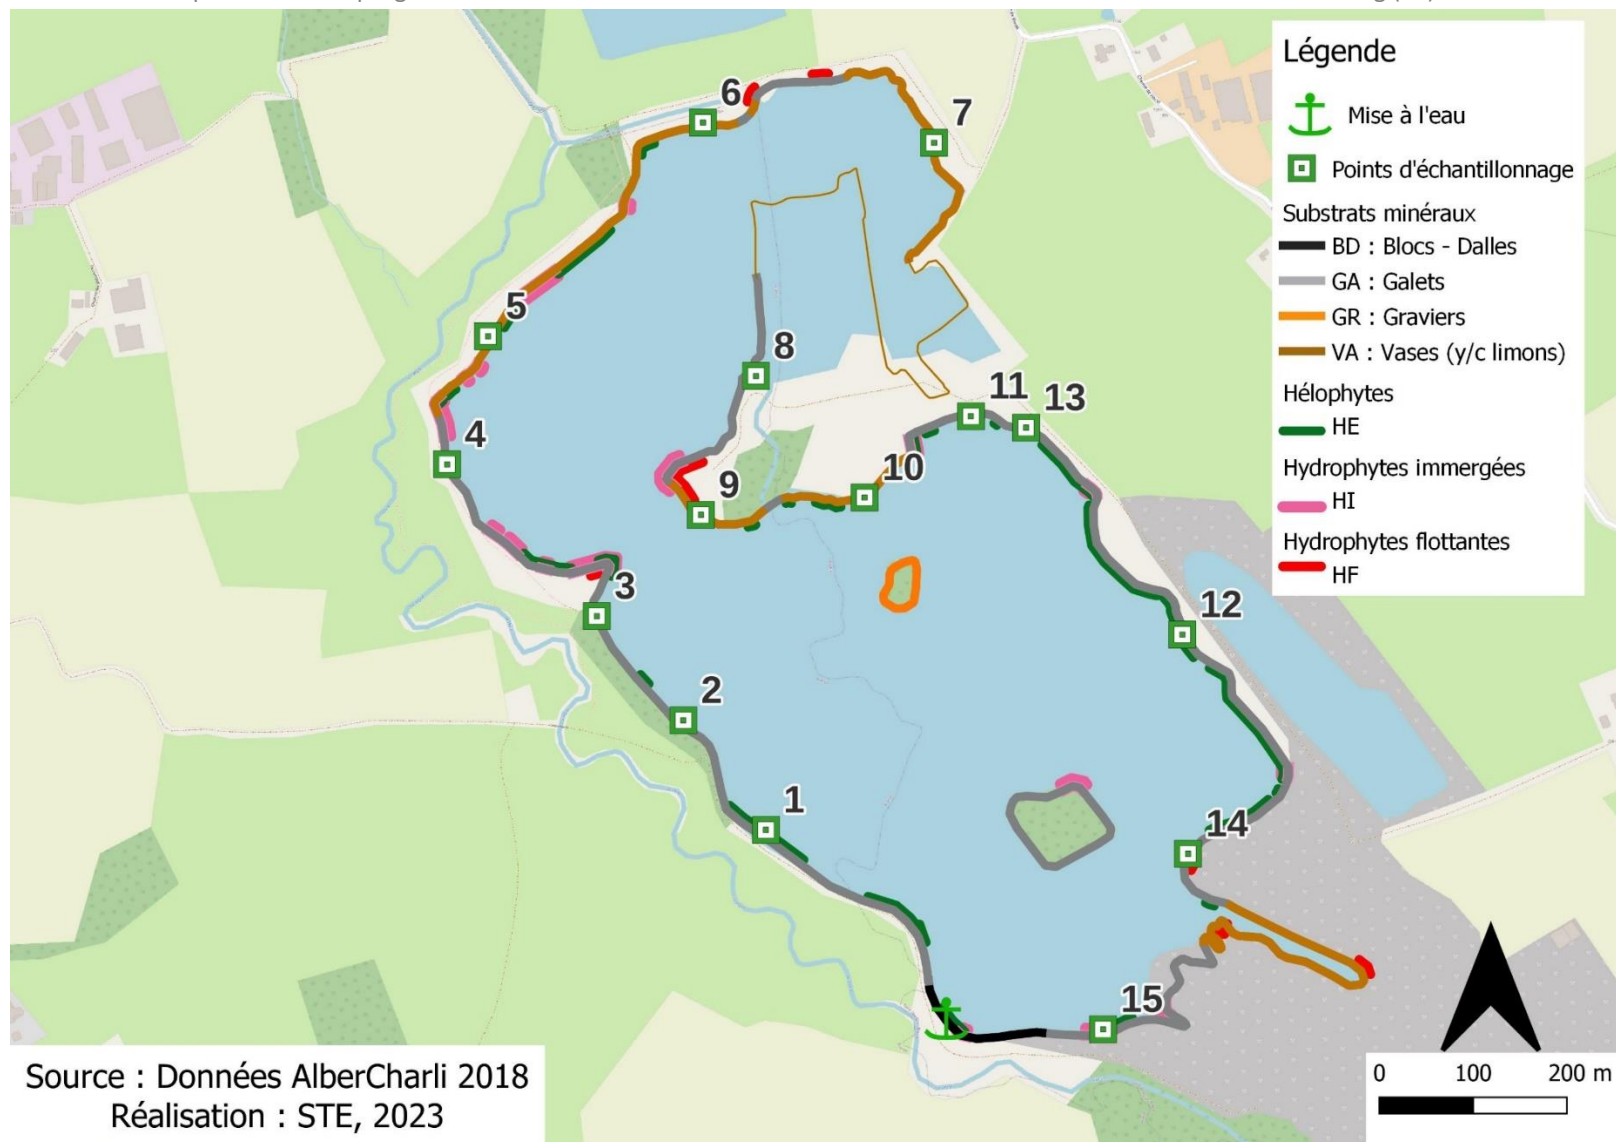 Légende
Mise à l'eau
Points d'échantillonnage
Substrats minéraux
BD : Blocs - Dalles
GA : Galets
GR : Graviers
VA : Vases (y/c limons)
Hélophytes
HE
Hydrophytes immergées
HI
Hydrophytes flottantes
HF
6
7
5
8
4
11
13
10
9
3
12
2
1
14
15
Source : Données AlberCharli 2018
Réalisation : STE, 2023
0 100 200 m